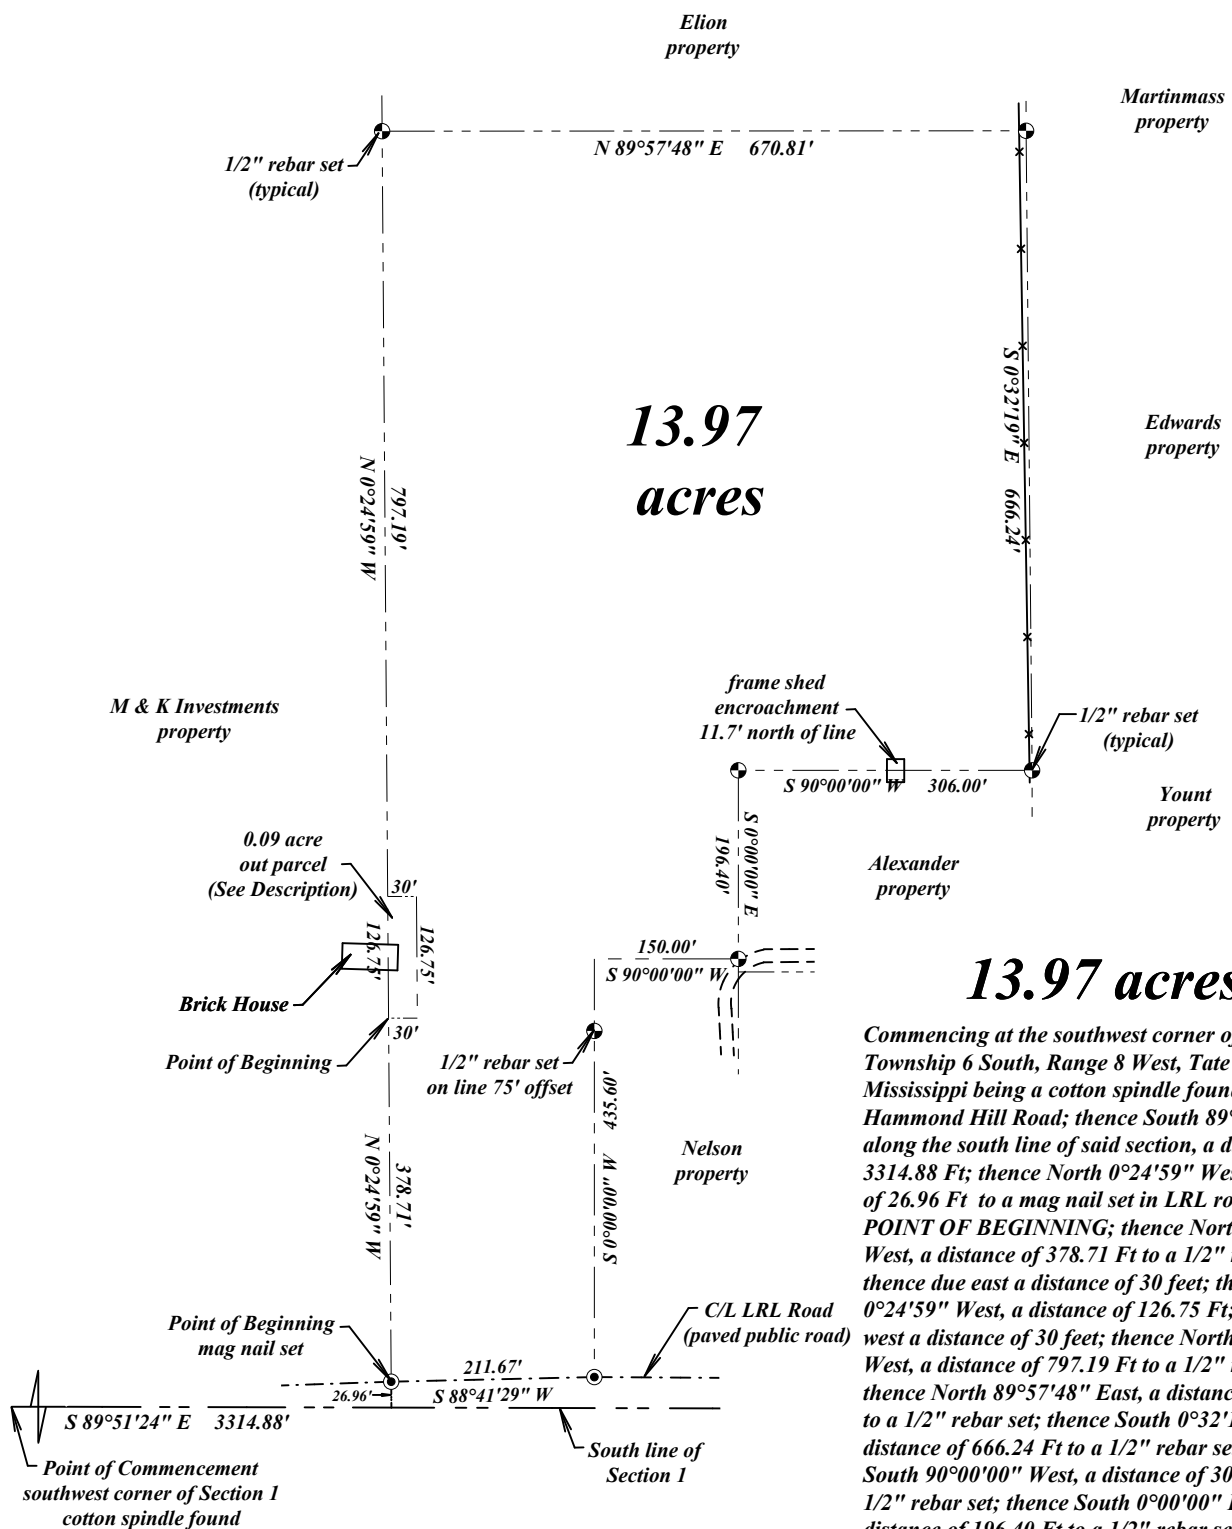 Elion
property
Martinmass
property
N 89°57'48" E 670.81'
1/2" rebar set
(typical)
S 0°32'19" E 666.24'
13.97
acres
Edwards
property
797.19'
N 0°24'59" W
M & K Investments
property
frame shed
encroachment
11.7' north of line
1/2" rebar set
(typical)
S 90°00'00" W 306.00'
Yount
property
S 0°00'00" E
196.40'
Alexander
property
0.09 acre
out parcel
(See Description)
30'
126.75'
126.75'
150.00'
S 90°00'00" W
Brick House
30'
Point of Beginning
1/2" rebar set
on line 75' offset
S 0°00'00" W 435.60'
Nelson
property
378.71'
N 0°24'59" W
Point of Beginning
mag nail set
C/L LRL Road
(paved public road)
211.67'
26.96'
S 88°41'29" W
S 89°51'24" E 3314.88'
South line of
Section 1
Point of Commencement
southwest corner of Section 1
cotton spindle found
13.97 acres
Commencing at the southwest corner o
Township 6 South, Range 8 West, Tate
Mississippi being a cotton spindle foun
Hammond Hill Road; thence South 89°
along the south line of said section, a d
3314.88 Ft; thence North 0°24'59" Wes
of 26.96 Ft to a mag nail set in LRL ro
POINT OF BEGINNING; thence Nort
West, a distance of 378.71 Ft to a 1/2"
thence due east a distance of 30 feet; th
0°24'59" West, a distance of 126.75 Ft;
west a distance of 30 feet; thence North
West, a distance of 797.19 Ft to a 1/2"
thence North 89°57'48" East, a distanc
to a 1/2" rebar set; thence South 0°32'1
distance of 666.24 Ft to a 1/2" rebar se
South 90°00'00" West, a distance of 30
1/2" rebar set; thence South 0°00'00"
distance of 196.40 Ft to a 1/2" rebar se